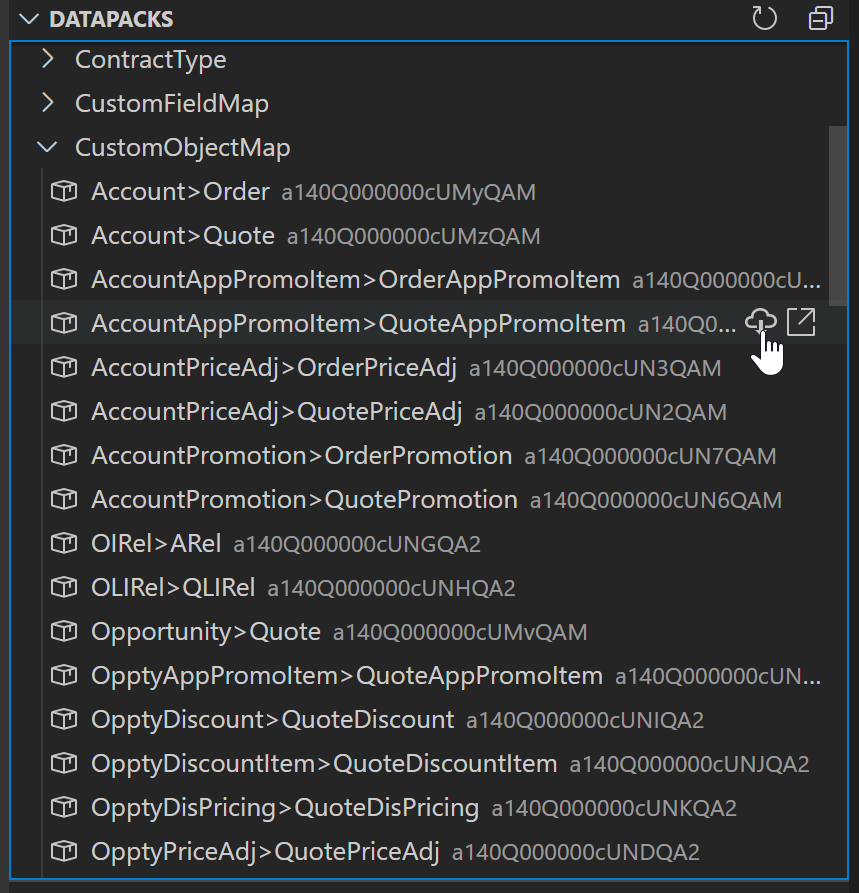 DATAPACKS
ContractType
CustomFieldMap
CustomObjectMap
Account>Order a140Q000000cUMyQAM
Account>Quote a140Q000000cUMzQAM
AccountAppPromoItem>OrderAppPromoItem a140Q000000cU...
AccountAppPromoItem>QuoteAppPromoItem a140Q0...
AccountPriceAdj>OrderPriceAdj a140Q000000cUN3QAM
AccountPriceAdj>QuotePriceAdj a140Q000000cUN2QAM
AccountPromotion>OrderPromotion a140Q000000cUN7QAM
AccountPromotion>QuotePromotion a140Q000000cUN6QAM
OIRel>ARel a140Q000000cUNGQA2
OLIRel>QLIRel a140Q000000cUNHQA2
Opportunity>Quote a140Q000000cUMvQAM
OpptyAppPromoItem>QuoteAppPromoItem a140Q000000cUN...
OpptyDiscount>QuoteDiscount a140Q000000cUNIQA2
OpptyDiscountItem>QuoteDiscountItem a140Q000000cUNJQA2
OpptyDisPricing>QuoteDisPricing a140Q000000cUNKQA2
OpptyPriceAdj>QuotePriceAdj a140Q000000cUNDQA2